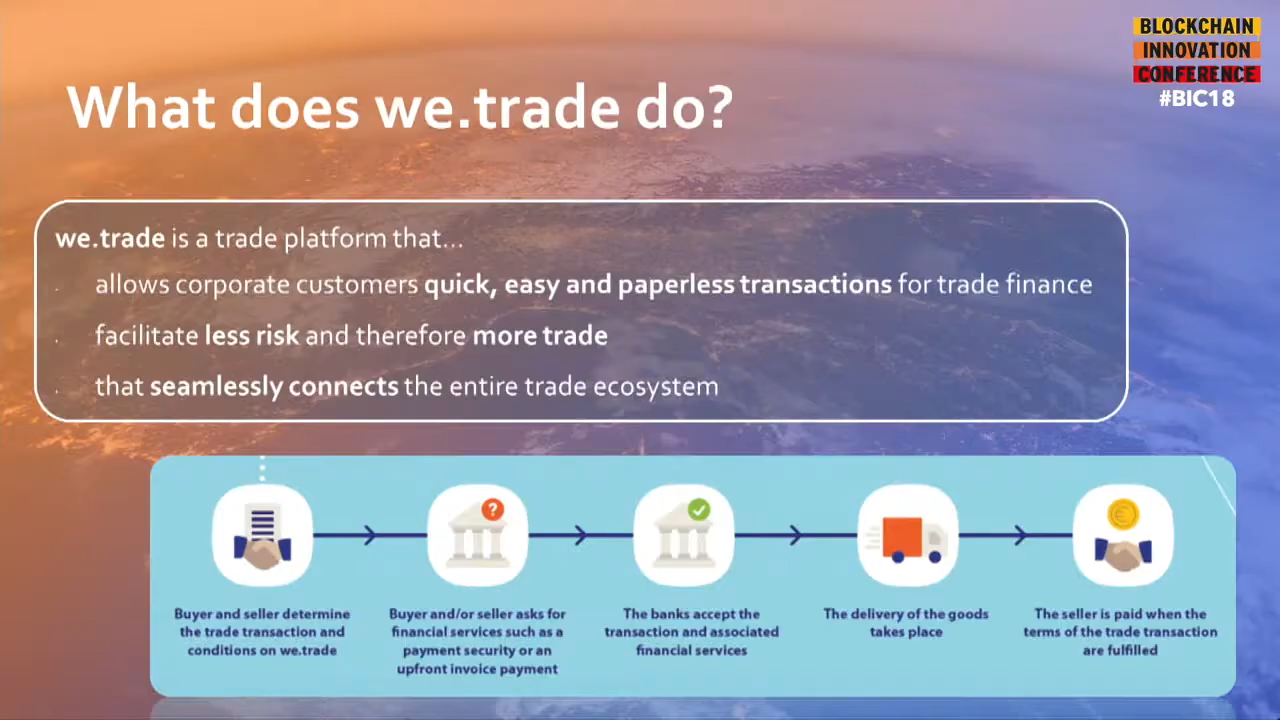 BLOCKCHAIN
INNOVATION
CONFERENCE
#BIC18
What does we.trade do?
we.trade is a trade platform that...
allows corporate customers quick, easy and paperless transactions for trade finance
facilitate less risk and therefore more trade
that seamlessly connects the entire trade ecosystem
?
€
Buyer and seller determine
the trade transaction and
conditions on we.trade
Buyer and/or seller asks for
financial services such as a
payment security or an
upfront invoice payment
The banks accept the
transaction and associated
financial services
The delivery of the goods
takes place
The seller is paid when the
terms of the trade transaction
are fulfilled